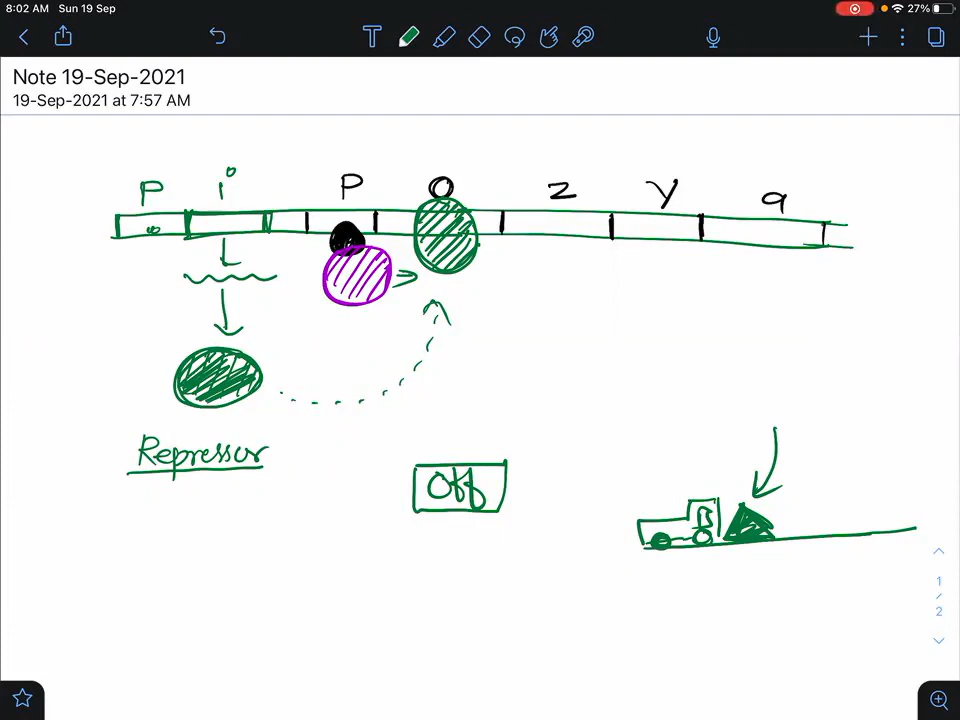 8:02 AM Sun 19 Sep 27%
T
Note 19-Sep-2021
19-Sep-2021 at 7:57 AM
P i P O z y a
Repressor
Off
1
/
2